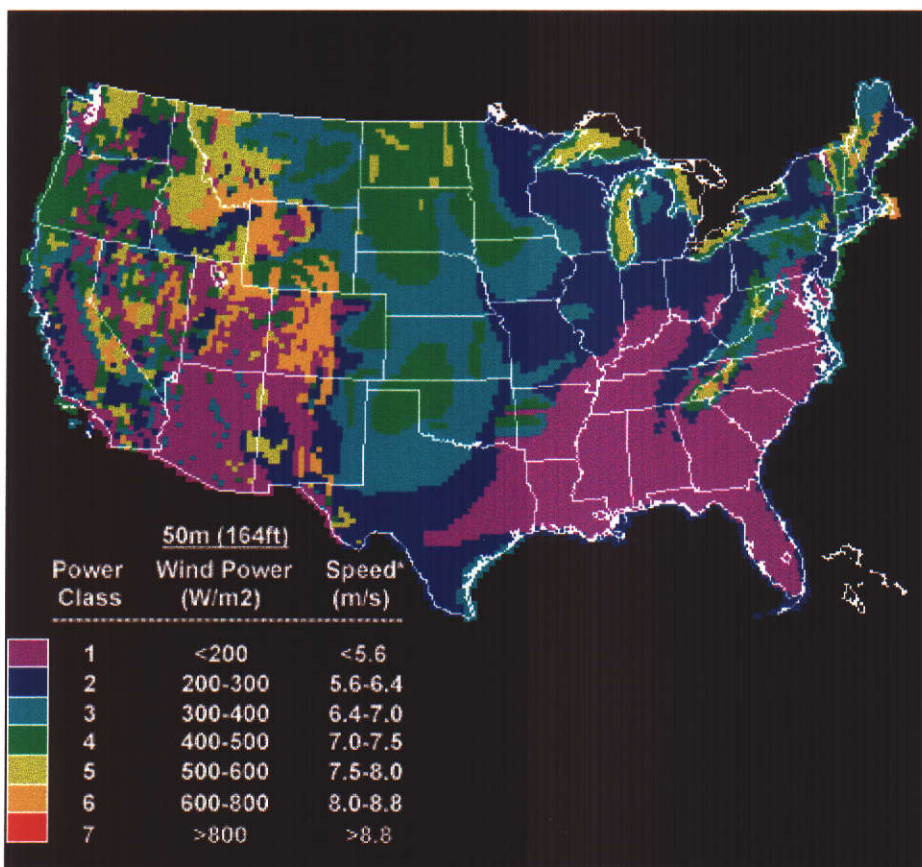 50m (164ft)
Power Wind Power Speed*
Class (W/m2) (m/s)
1 <200 <5.6
2 200-300 5.6-6.4
3 300-400 6.4-7.0
4 400-500 7.0-7.5
5 500-600 7.5-8.0
6 600-800 8.0-8.8
7 >800 >8.8